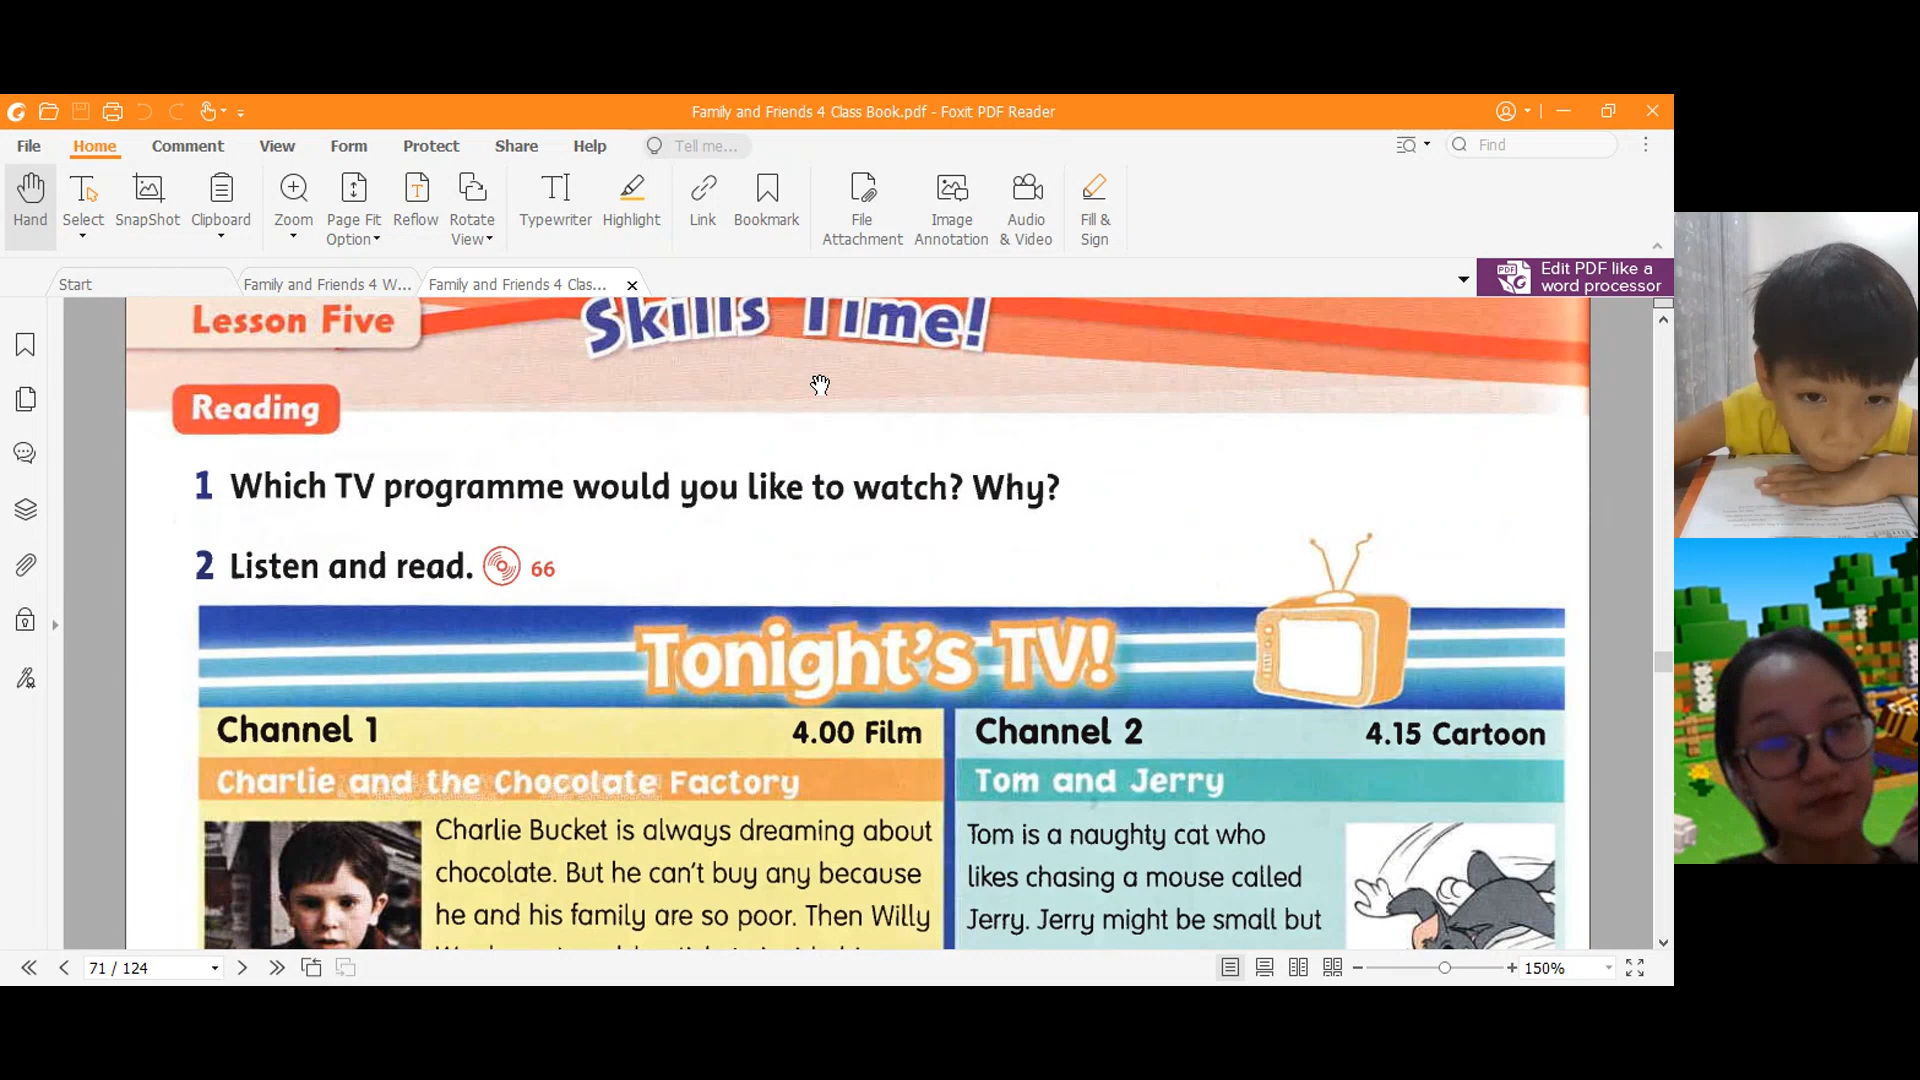 Family and Friends 4 Class Book.pdf - Foxit PDF Reader
File Home Comment View Form Protect Share Help Tell me... Find
Hand Select SnapShot Clipboard Zoom Page Fit Option Reflow Rotate View Typewriter Highlight Link Bookmark File Attachment Image Annotation Audio & Video Fill & Sign
Start Family and Friends 4 W... Family and Friends 4 Clas...
Edit PDF like a
word processor
Lesson Five
Skills Time!
Reading
1 Which TV programme would you like to watch? Why?
2 Listen and read. 66
Tonight's TV!
Channel 1 4.00 Film
Charlie and the Chocolate Factory
Charlie Bucket is always dreaming about
chocolate. But he can't buy any because
he and his family are so poor. Then Willy
Channel 2 4.15 Cartoon
Tom and Jerry
Tom is a naughty cat who
likes chasing a mouse called
Jerry. Jerry might be small but
71 / 124 150%